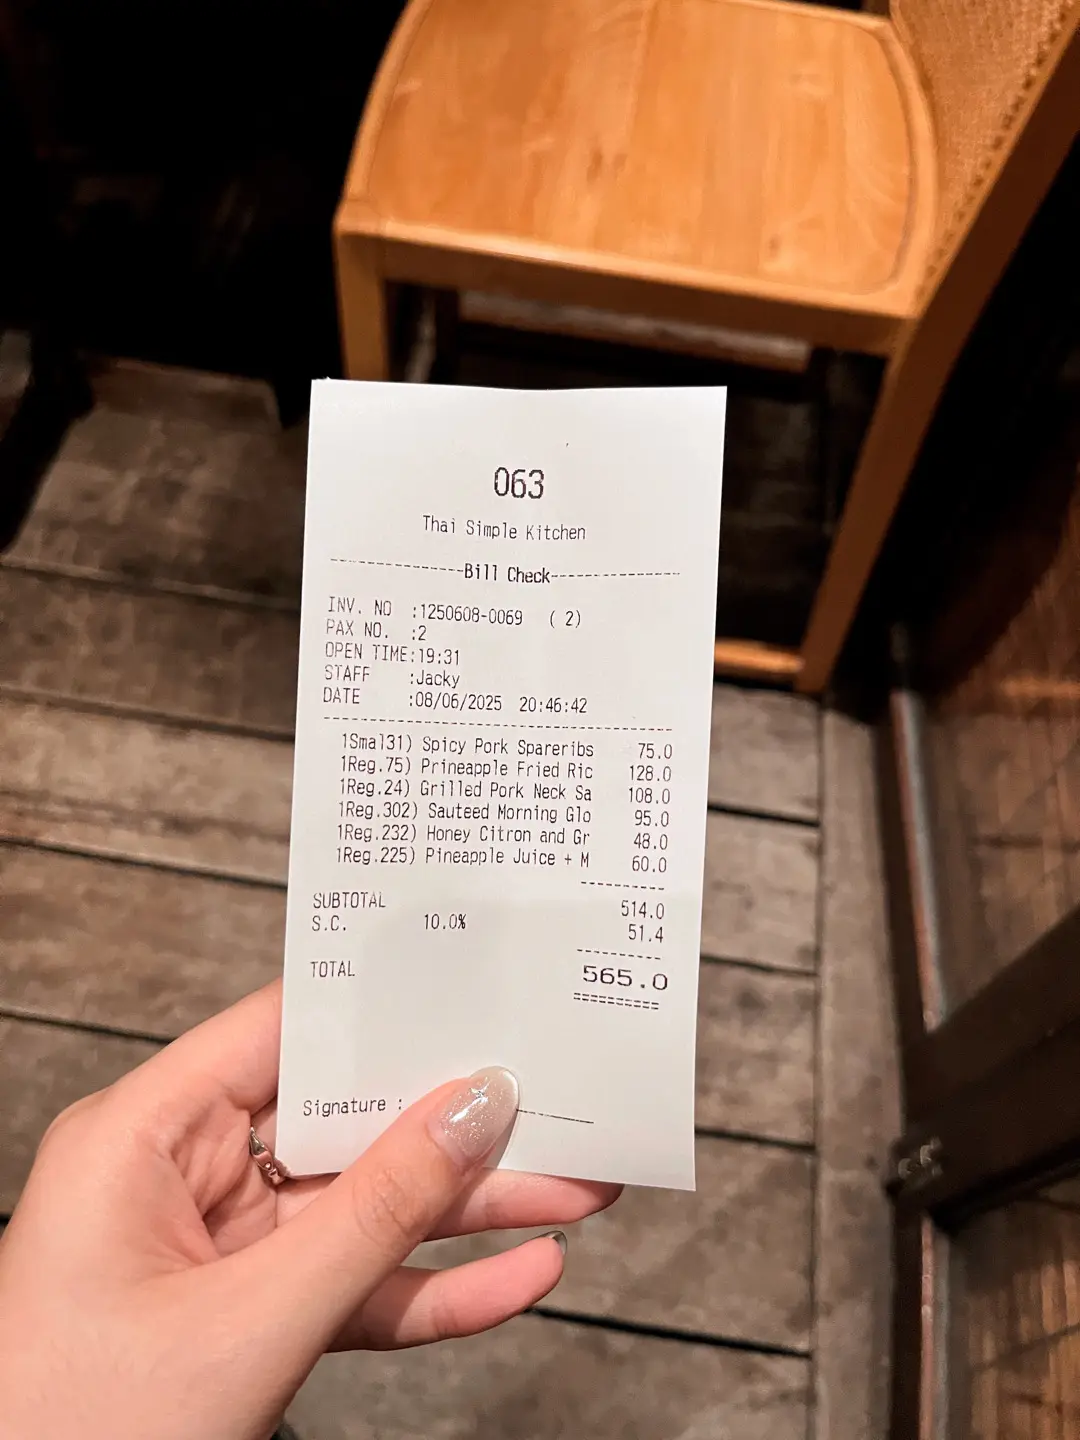 063
Thai Simple Kitchen
-------------Bill Check-------------
INV. NO :1250608-0069 ( 2)
PAX NO. :2
OPEN TIME:19:31
STAFF :Jacky
DATE :08/06/2025 20:46:42
1Smal31) Spicy Pork Spareribs 75.0
1Reg.75) Prineapple Fried Ric 128.0
1Reg.24) Grilled Pork Neck Sa 108.0
1Reg.302) Sauteed Morning Glo 95.0
1Reg.232) Honey Citron and Gr 48.0
1Reg.225) Pineapple Juice + M 60.0
SUBTOTAL 514.0
S.C. 10.0% 51.4
TOTAL 565.0
Signature :